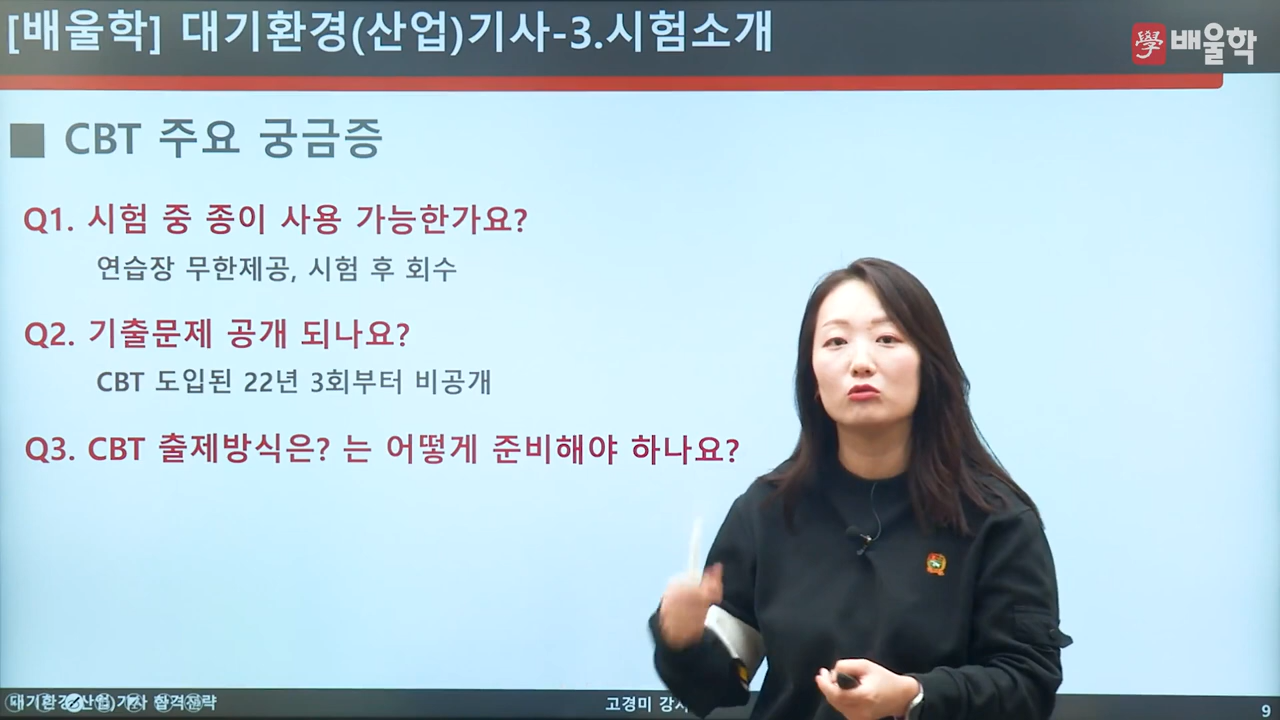 [배울학] 대기환경(산업)기사-3.시험소개
學 배울학
■ CBT 주요 궁금증
Q1. 시험 중 종이 사용 가능한가요?
연습장 무한제공, 시험 후 회수
Q2. 기출문제 공개 되나요?
CBT 도입된 22년 3회부터 비공개
Q3. CBT 출제방식은? 는 어떻게 준비해야 하나요?
대기환경(산업)기사 합격전략
고경미 강사
9